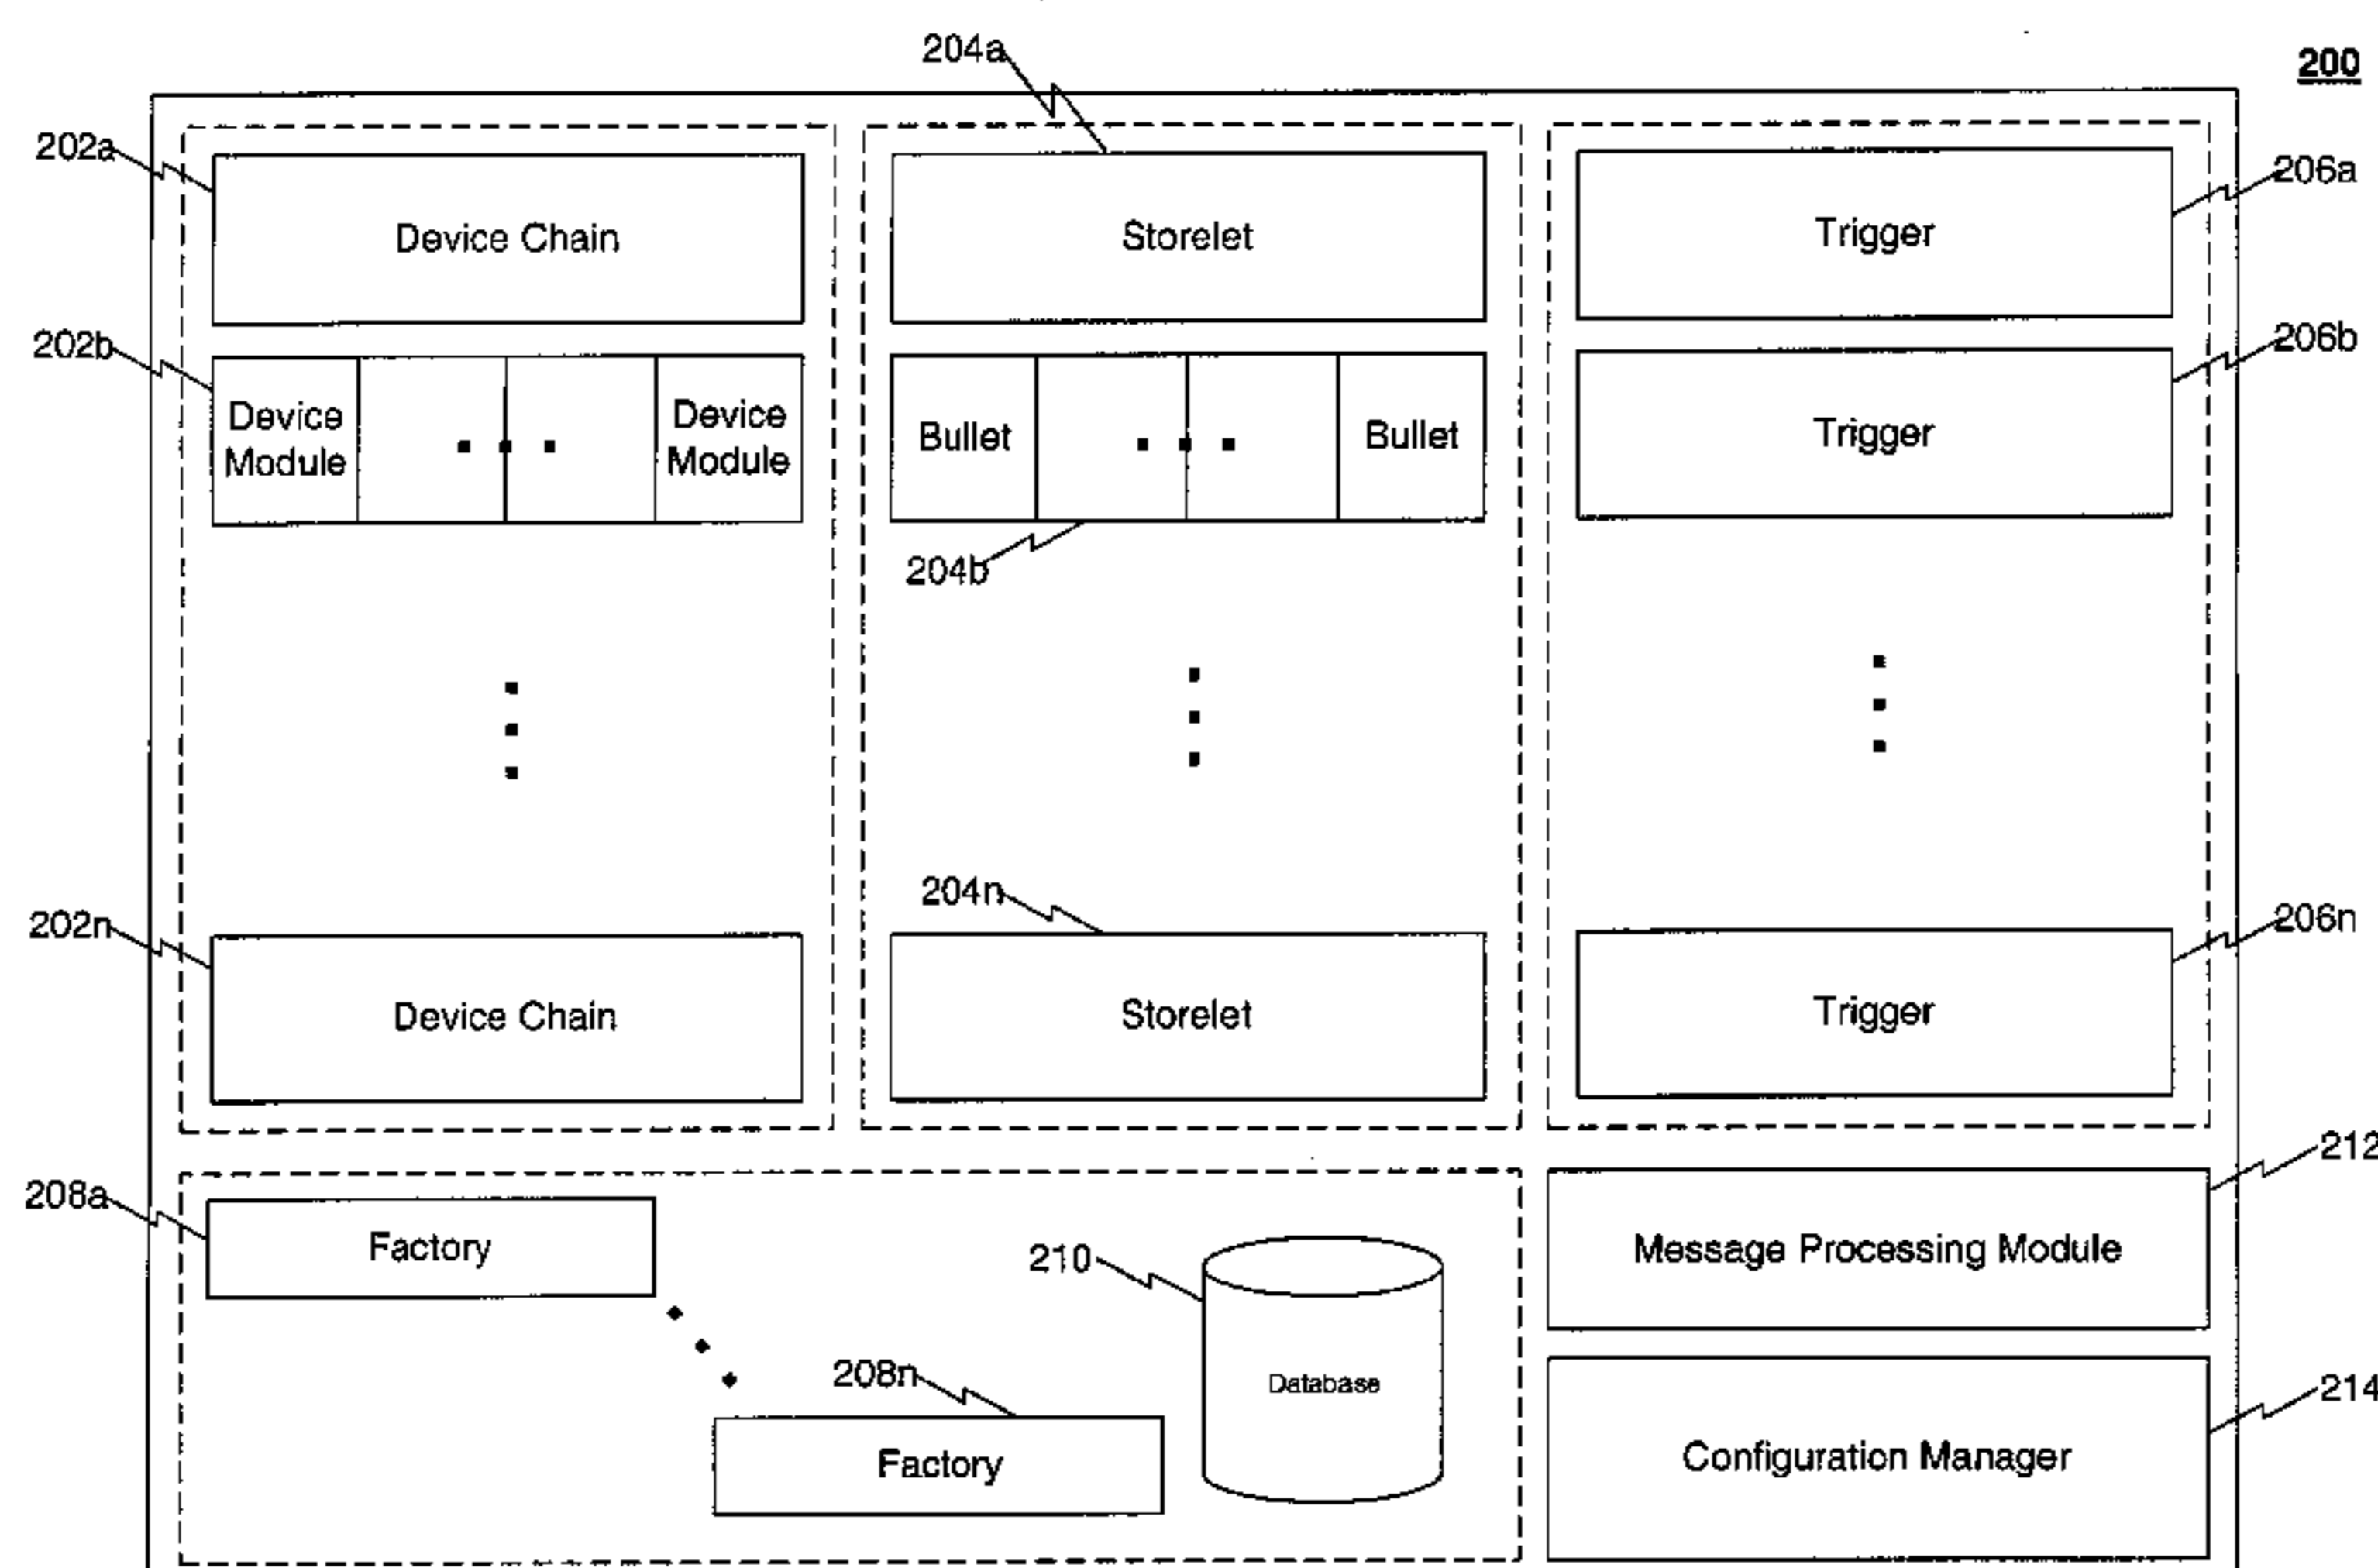 204a
200
202a
206a
Device Chain
Storelet
Trigger
202b
206b
Device
Module
Device
Module
Bullet
Bullet
Trigger
204b
202n
204n
206n
Device Chain
Storelet
Trigger
212
208a
Factory
210
Message Processing Module
208n
Database
214
Factory
Configuration Manager